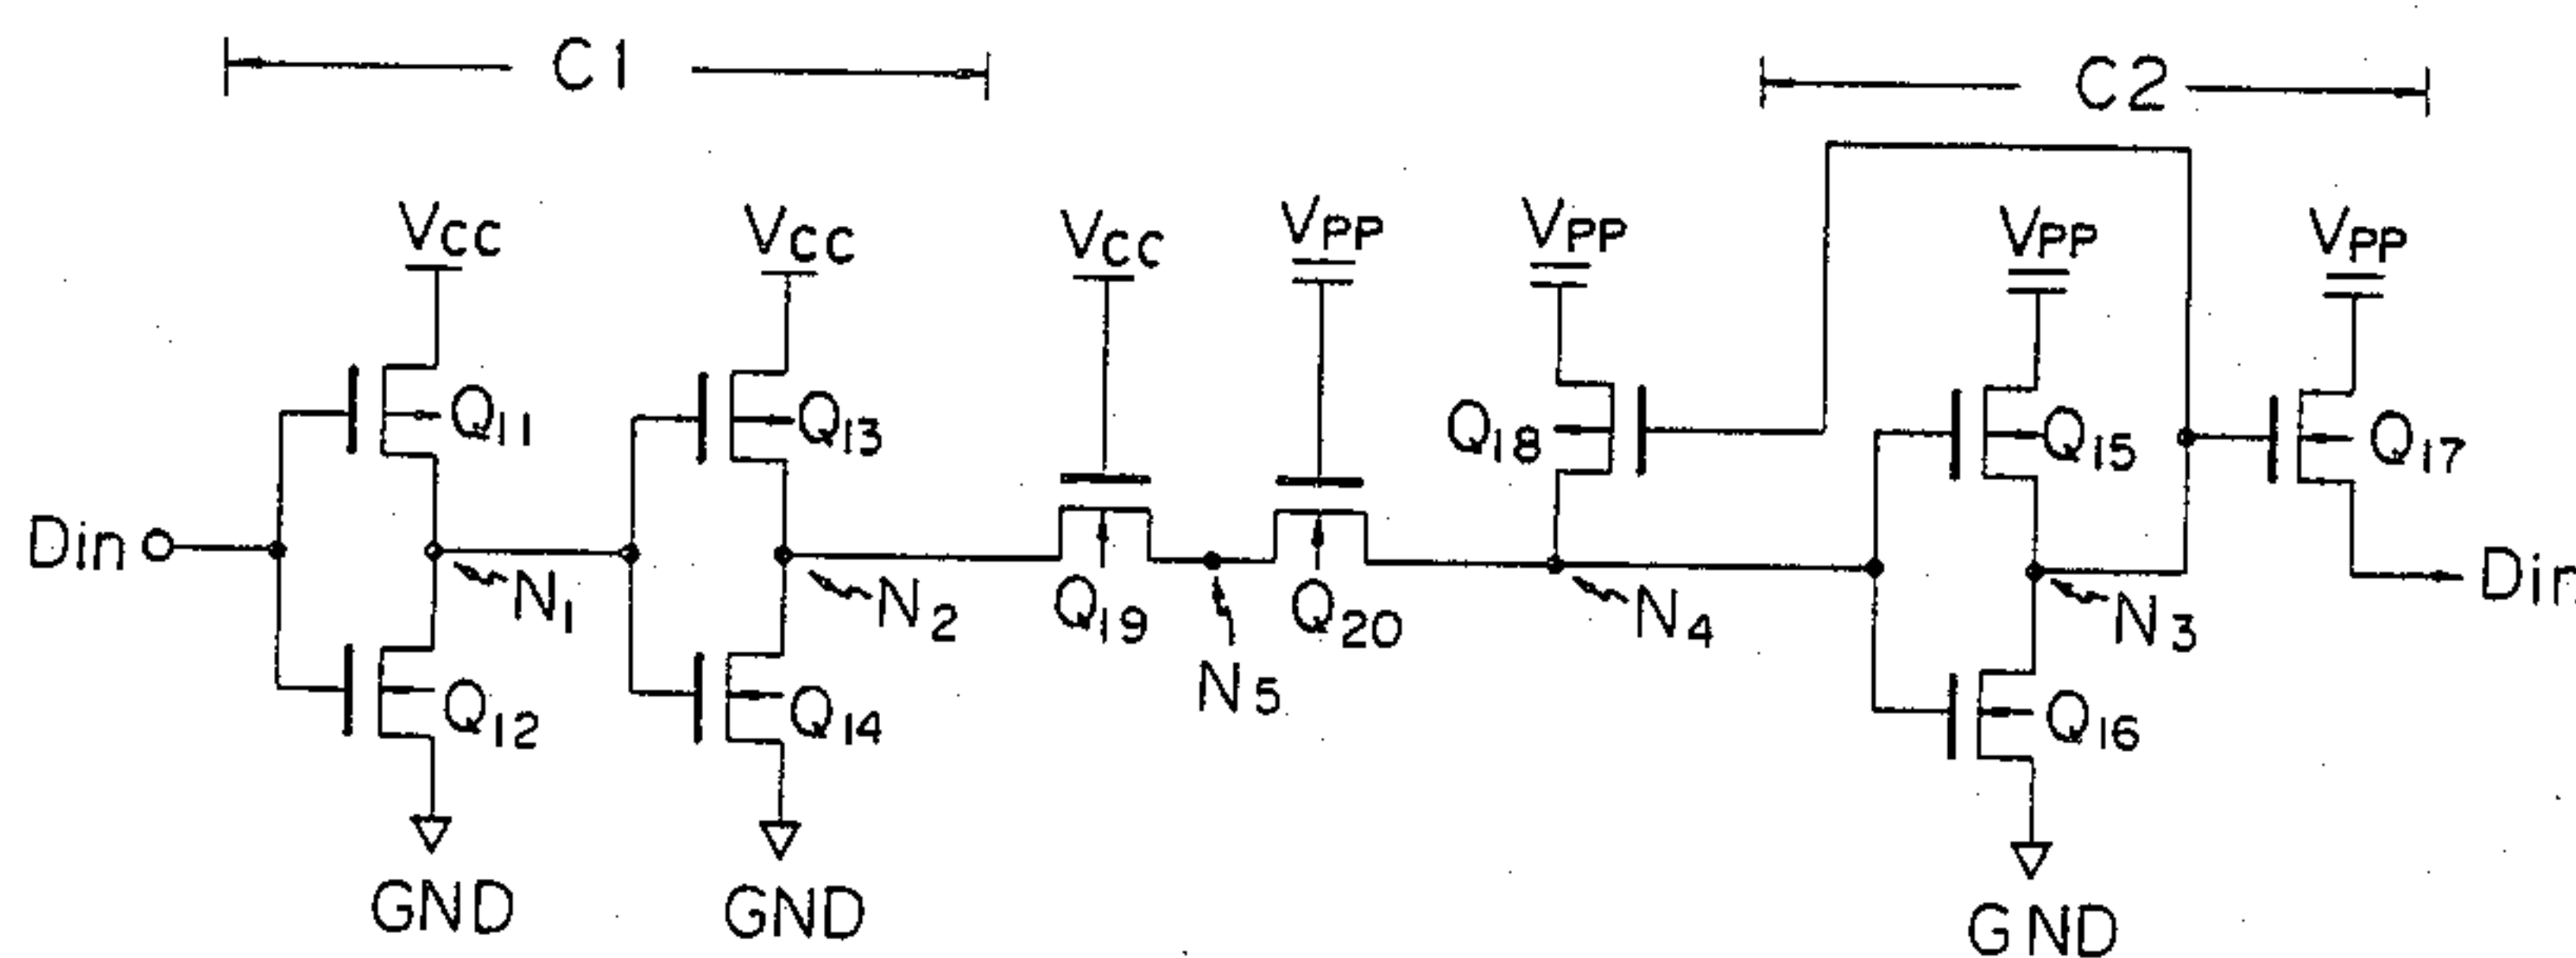 C1
C2
VCC
VCC
VCC
VPP
VPP
VPP
VPP
Q11
Q13
Q18
Q15
Q17
Din
N1
N2
Q19
Q20
N4
N3
Din
N5
Q12
Q14
Q16
GND
GND
GND